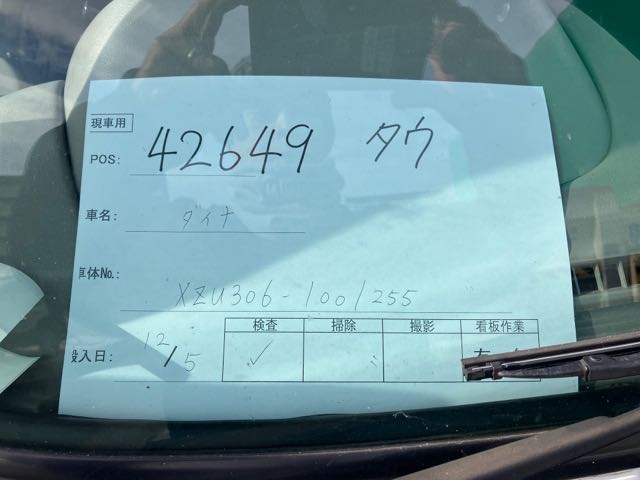 現車用
POS: 42649 タウ
車名: ダイナ
車体No.: XZU306-1001255
検査 掃除 撮影 看板作業
搬入日: 12/5 ✓